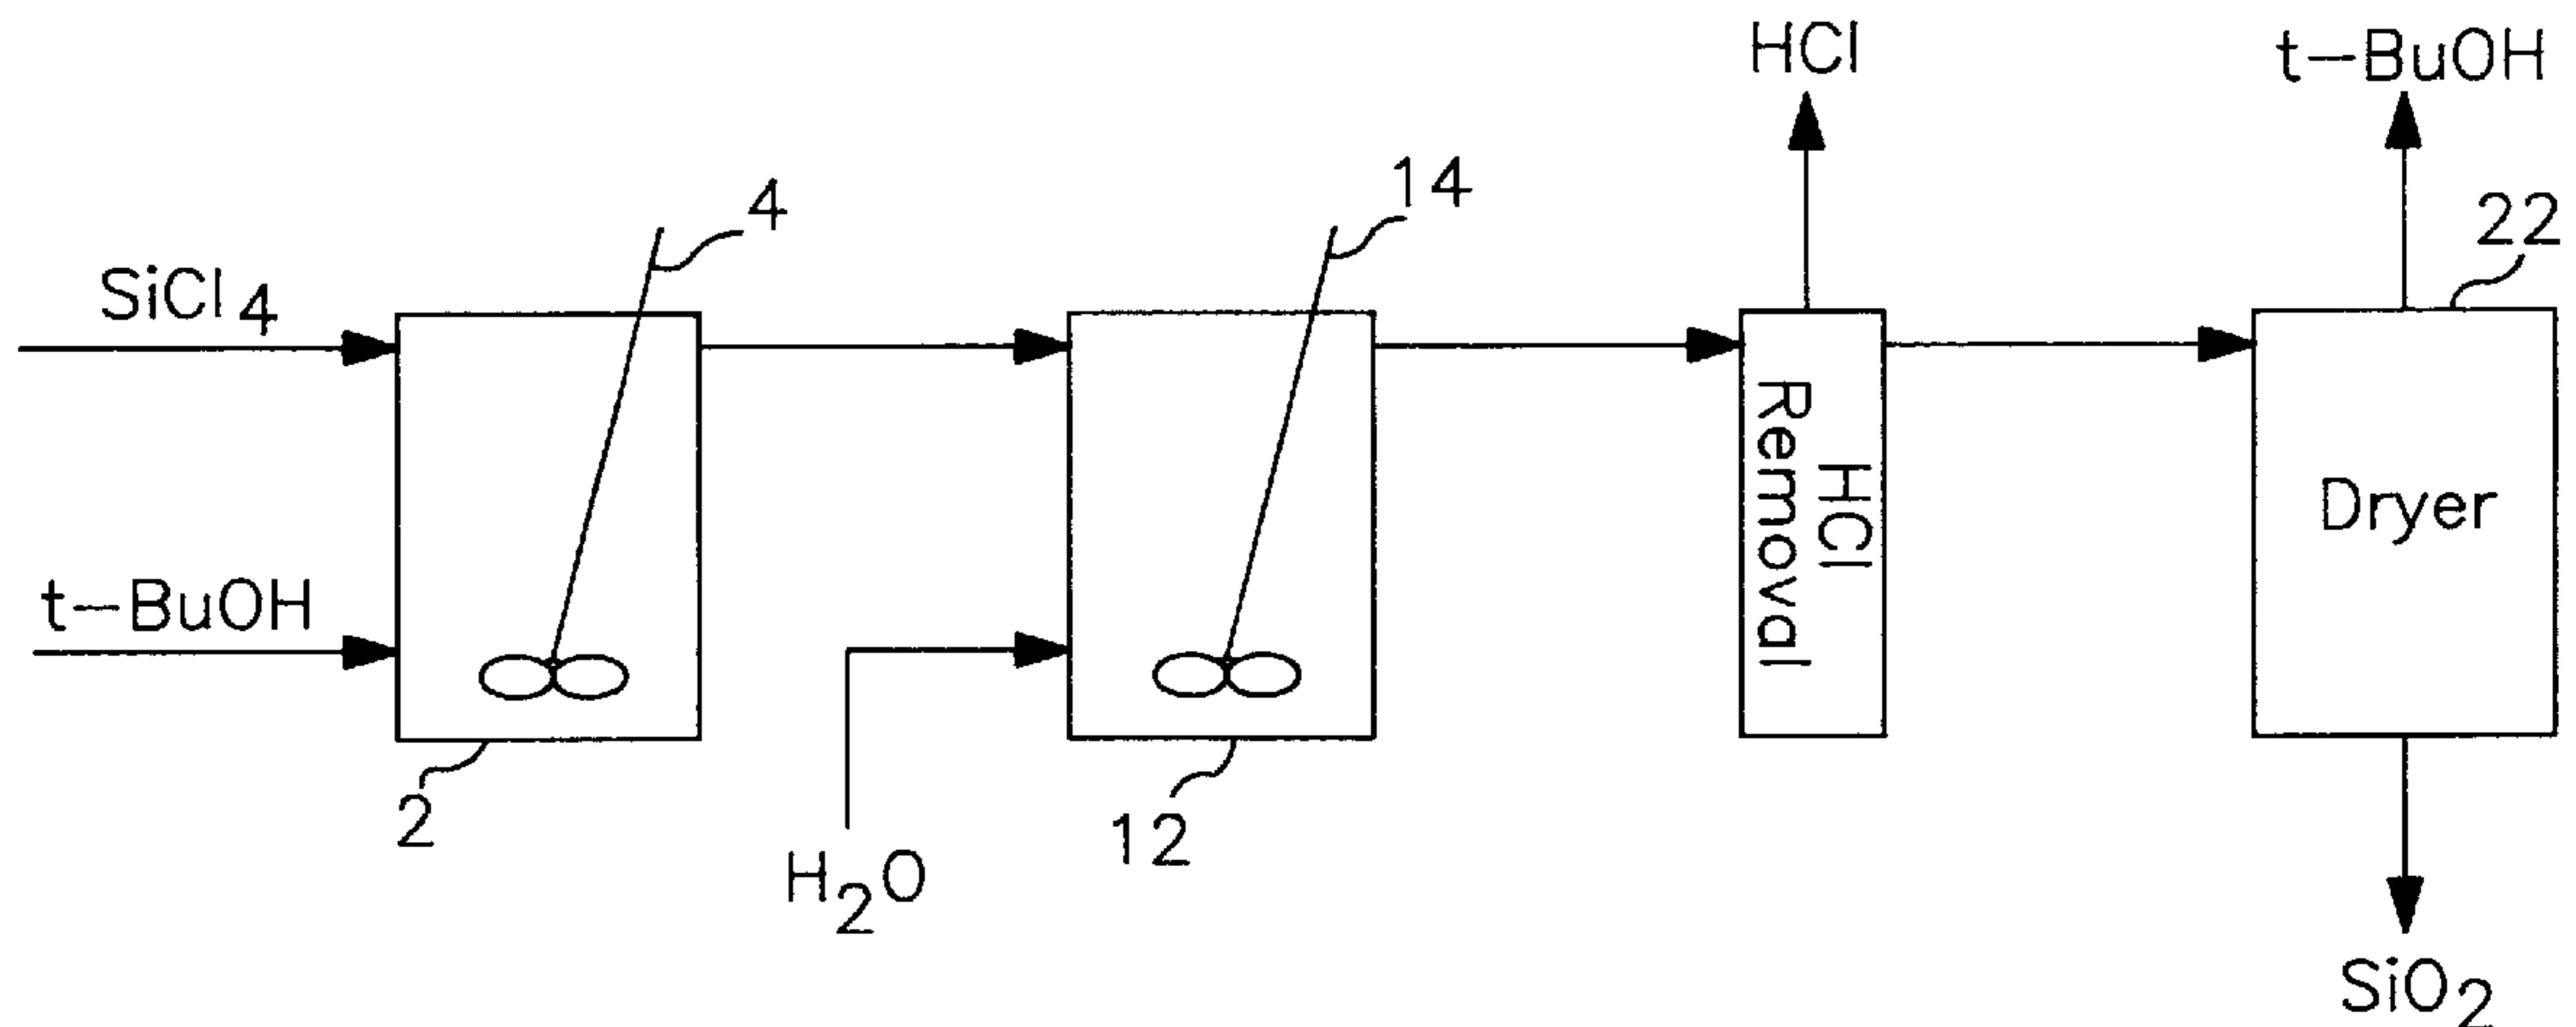 HCl
t-BuOH
4
14
22
SiCl4
HCl
Removal
Dryer
t-BuOH
2
12
H2O
SiO2